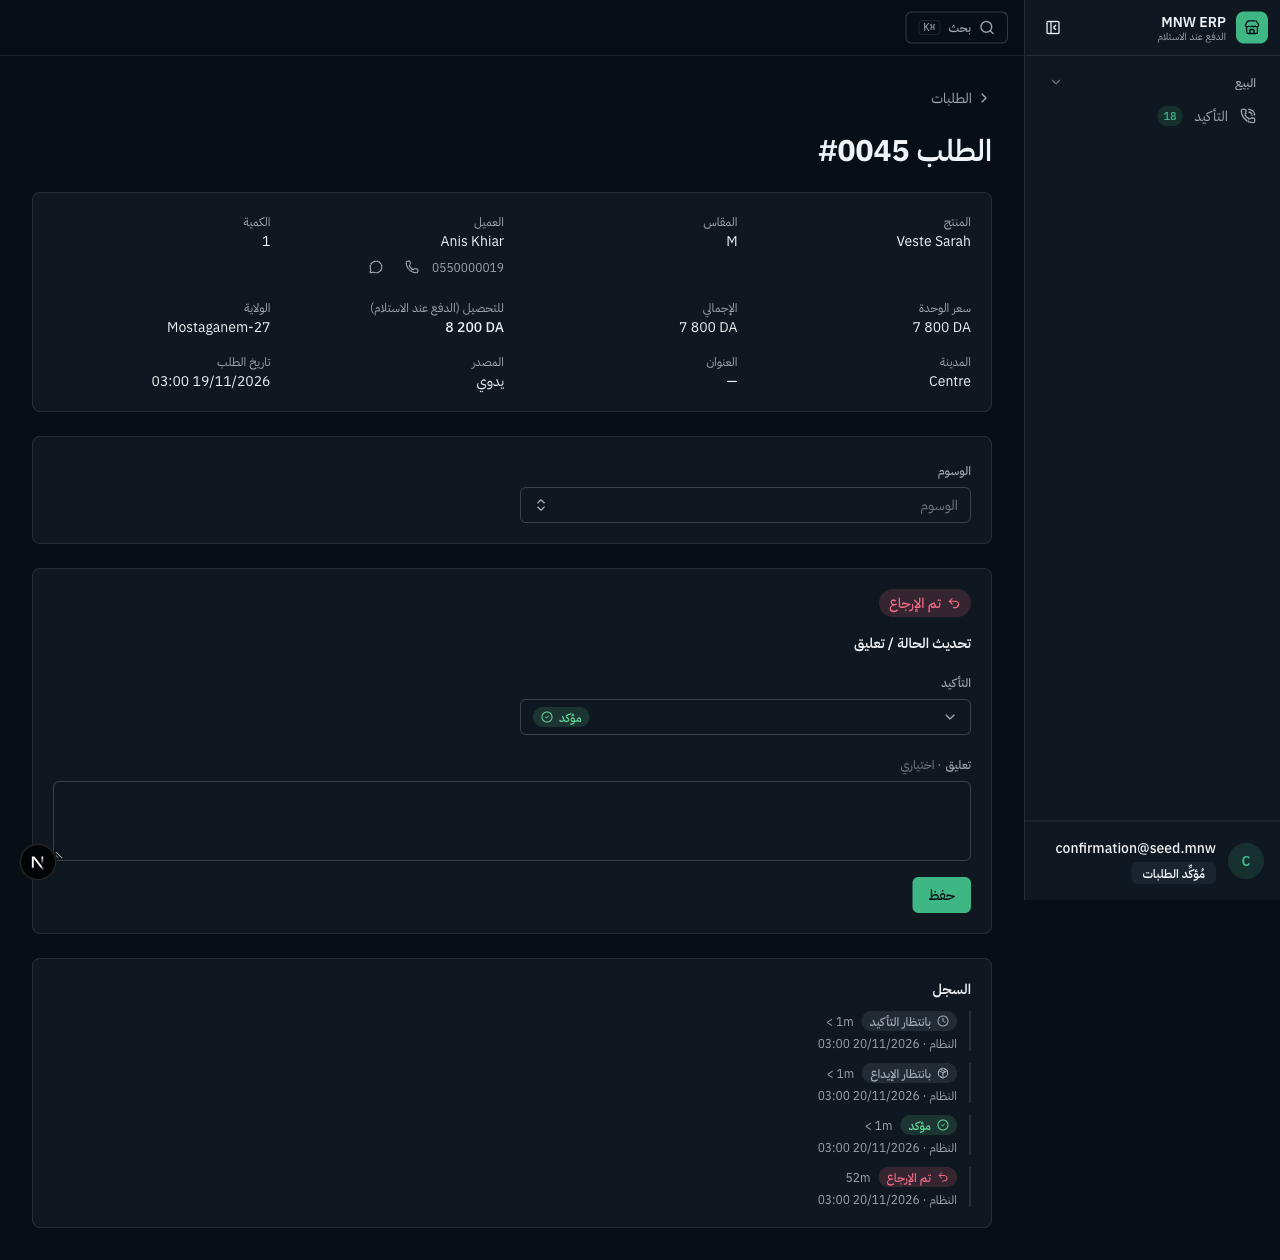 MNW ERP
الدفع عند الاستلام
بحث K⌘
البيع
التأكيد 18
الطلبات
الطلب 0045#
المنتج
Veste Sarah
المقاس
M
العميل
Anis Khiar
0550000019
الكمية
1
سعر الوحدة
7 800 DA
الإجمالي
7 800 DA
للتحصيل (الدفع عند الاستلام)
8 200 DA
الولاية
Mostaganem-27
المدينة
Centre
العنوان
—
المصدر
يدوي
تاريخ الطلب
03:00 19/11/2026
الوسوم
الوسوم
تم الإرجاع
تحديث الحالة / تعليق
التأكيد
مؤكد
تعليق · اختياري
حفظ
السجل
بانتظار التأكيد < 1m
النظام · 20/11/2026 03:00
بانتظار الإيداع < 1m
النظام · 20/11/2026 03:00
مؤكد < 1m
النظام · 20/11/2026 03:00
تم الإرجاع 52m
النظام · 20/11/2026 03:00
C
confirmation@seed.mnw
مُؤكِّد الطلبات
N